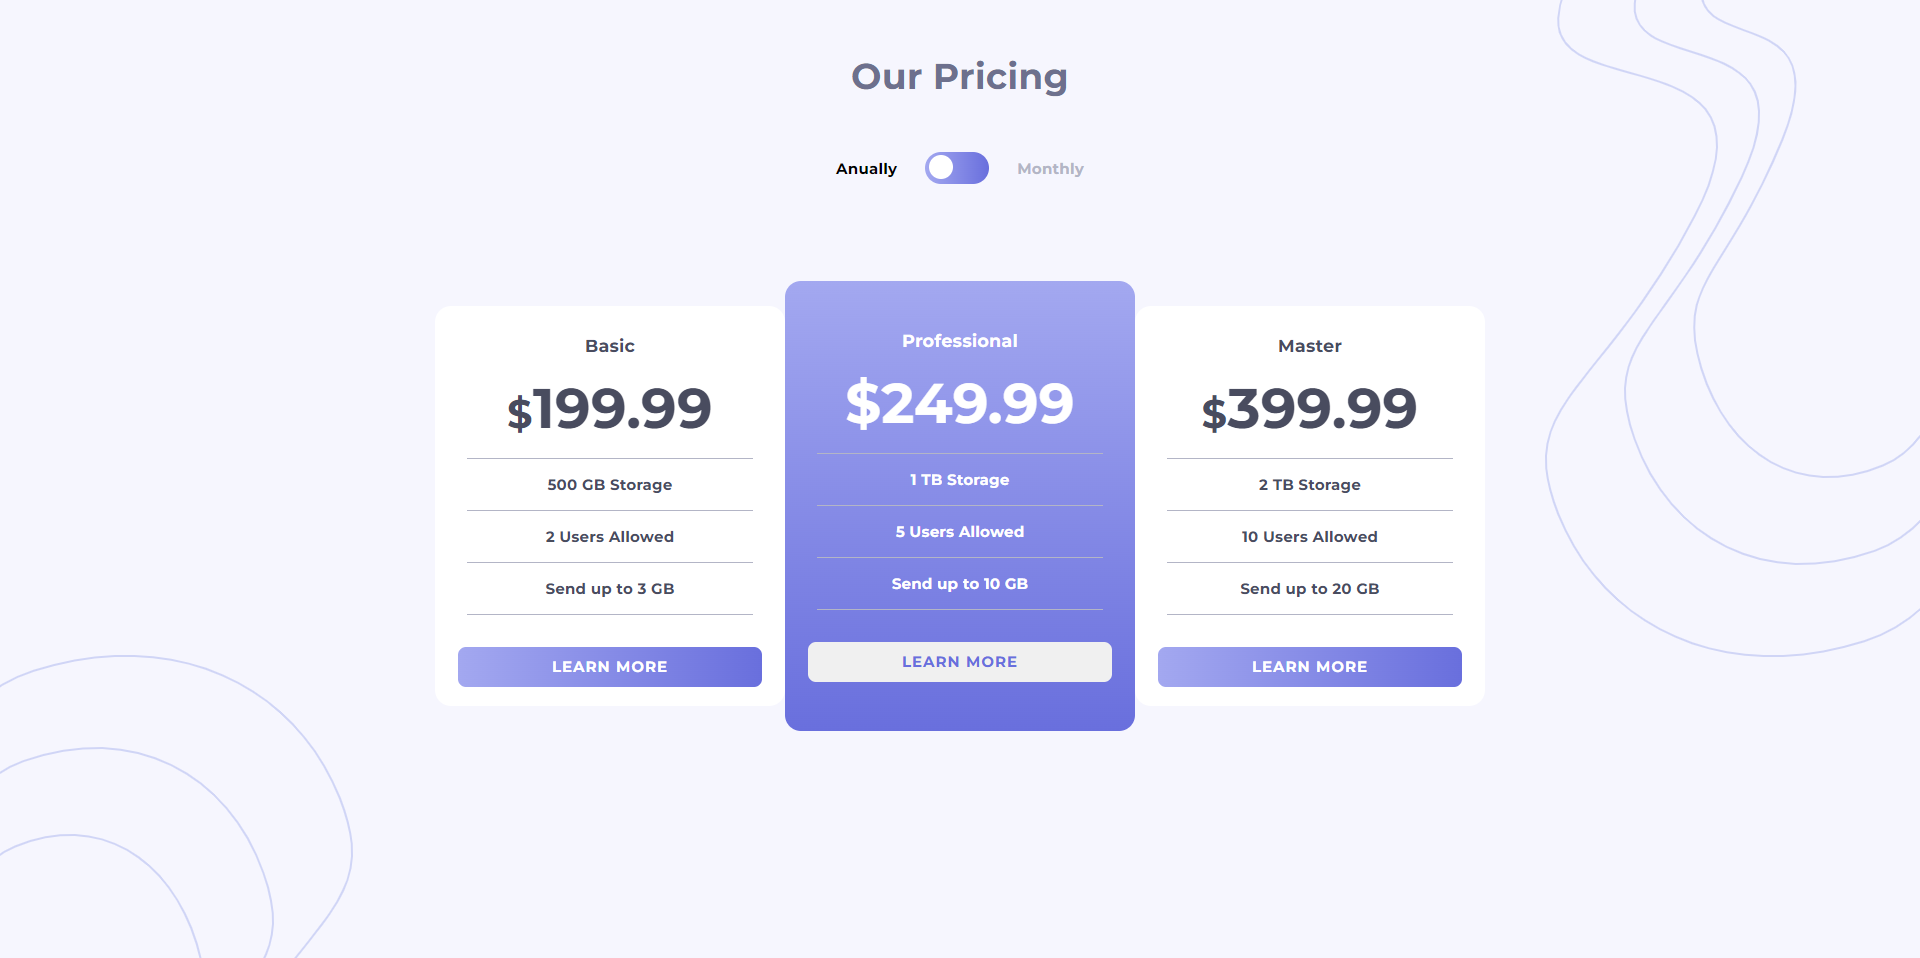 Our Pricing
Anually
Monthly
Basic
$199.99
500 GB Storage
2 Users Allowed
Send up to 3 GB
LEARN MORE
Professional
$249.99
1 TB Storage
5 Users Allowed
Send up to 10 GB
LEARN MORE
Master
$399.99
2 TB Storage
10 Users Allowed
Send up to 20 GB
LEARN MORE